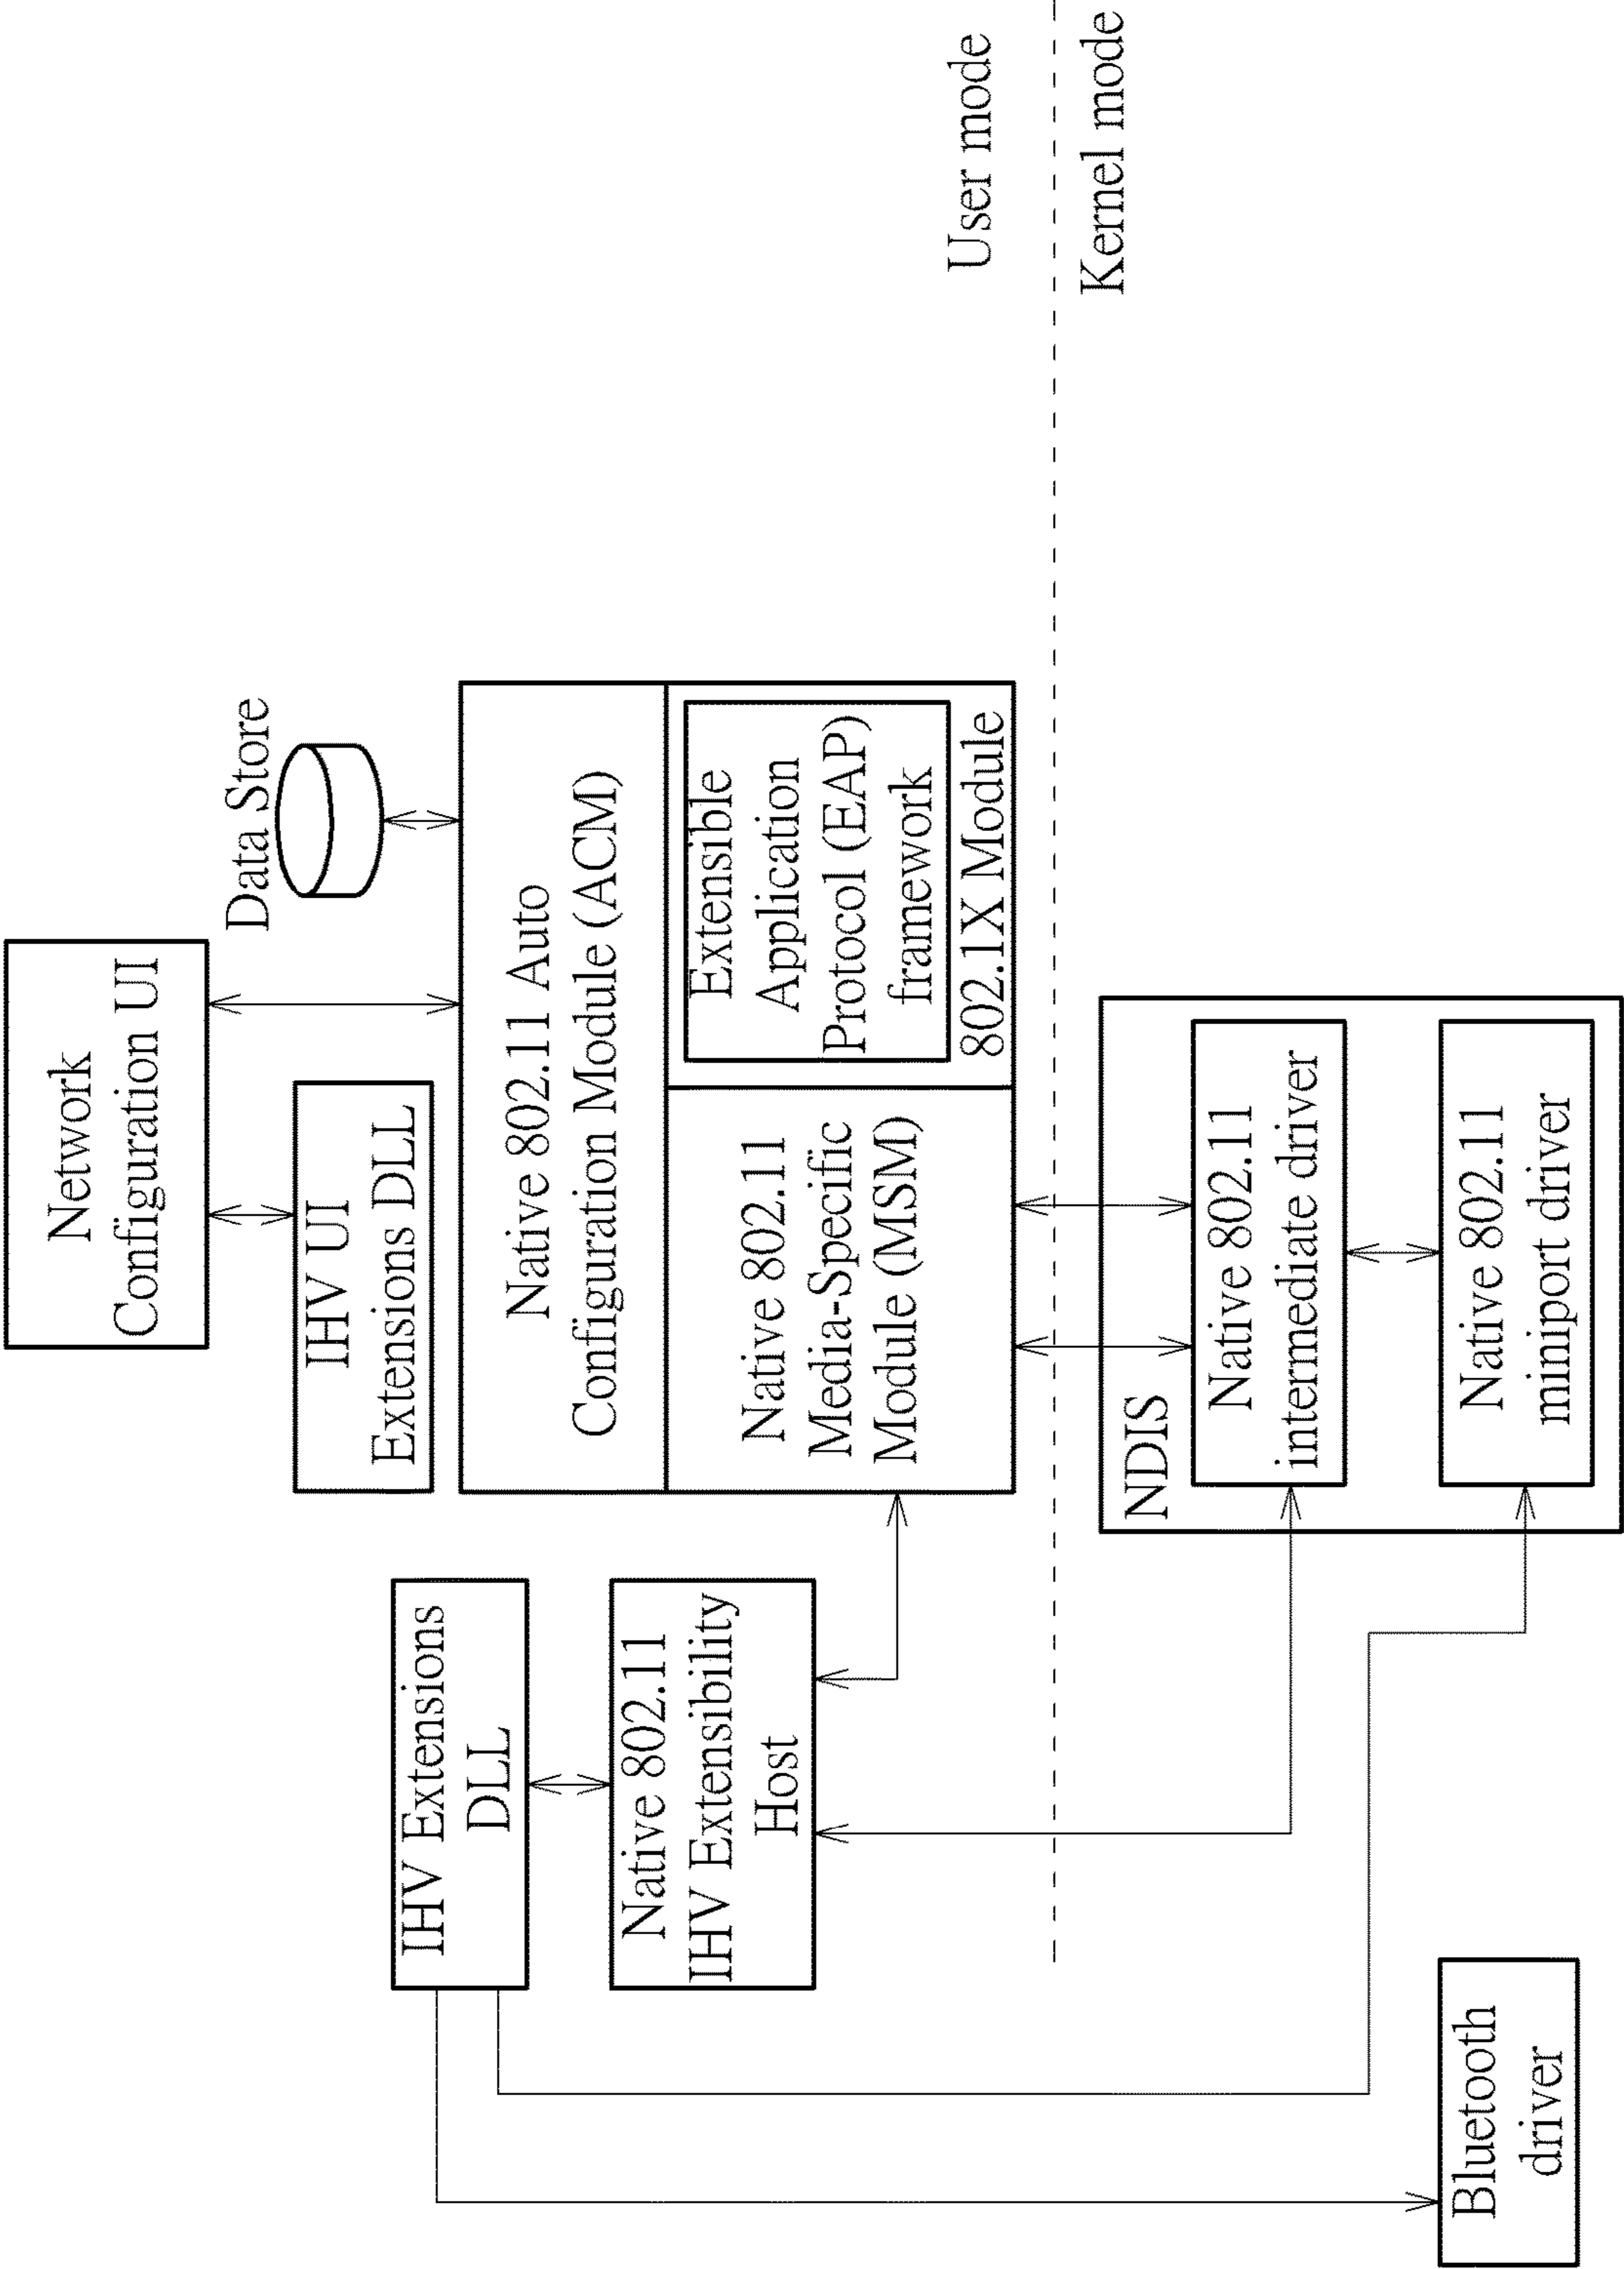 Network
Configuration UI
Data Store
IHV UI
Extensions DLL
IHV Extensions
DLL
Native 802.11 Auto
Configuration Module (ACM)
Native 802.11
IHV Extensibility
Host
Native 802.11
Media-Specific
Module (MSM)
Extensible
Application
Protocol (EAP)
framework
802.1X Module
User mode
Kernel mode
NDIS
Native 802.11
intermediate driver
Native 802.11
miniport driver
Bluetooth
driver